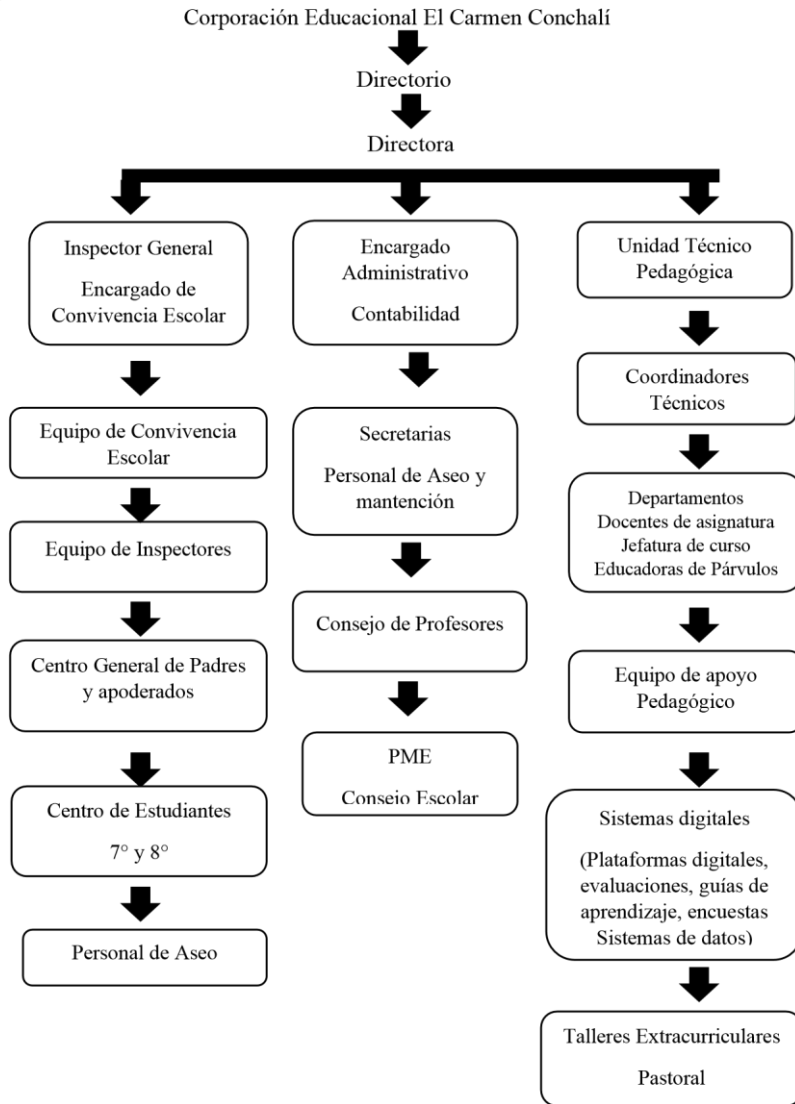 Corporación Educacional El Carmen Conchalí
Directorio
Directora
Inspector General
Encargado de
Convivencia Escolar
Equipo de Convivencia
Escolar
Equipo de Inspectores
Centro General de Padres
y apoderados
Centro de Estudiantes
7° y 8°
Personal de Aseo
Encargado
Administrativo
Contabilidad
Secretarias
Personal de Aseo y
mantención
Consejo de Profesores
PME
Consejo Escolar
Unidad Técnico
Pedagógica
Coordinadores
Técnicos
Departamentos
Docentes de asignatura
Jefatura de curso
Educadoras de Párvulos
Equipo de apoyo
Pedagógico
Sistemas digitales
(Plataformas digitales,
evaluaciones, guías de
aprendizaje, encuestas
Sistemas de datos)
Talleres Extracurriculares
Pastoral